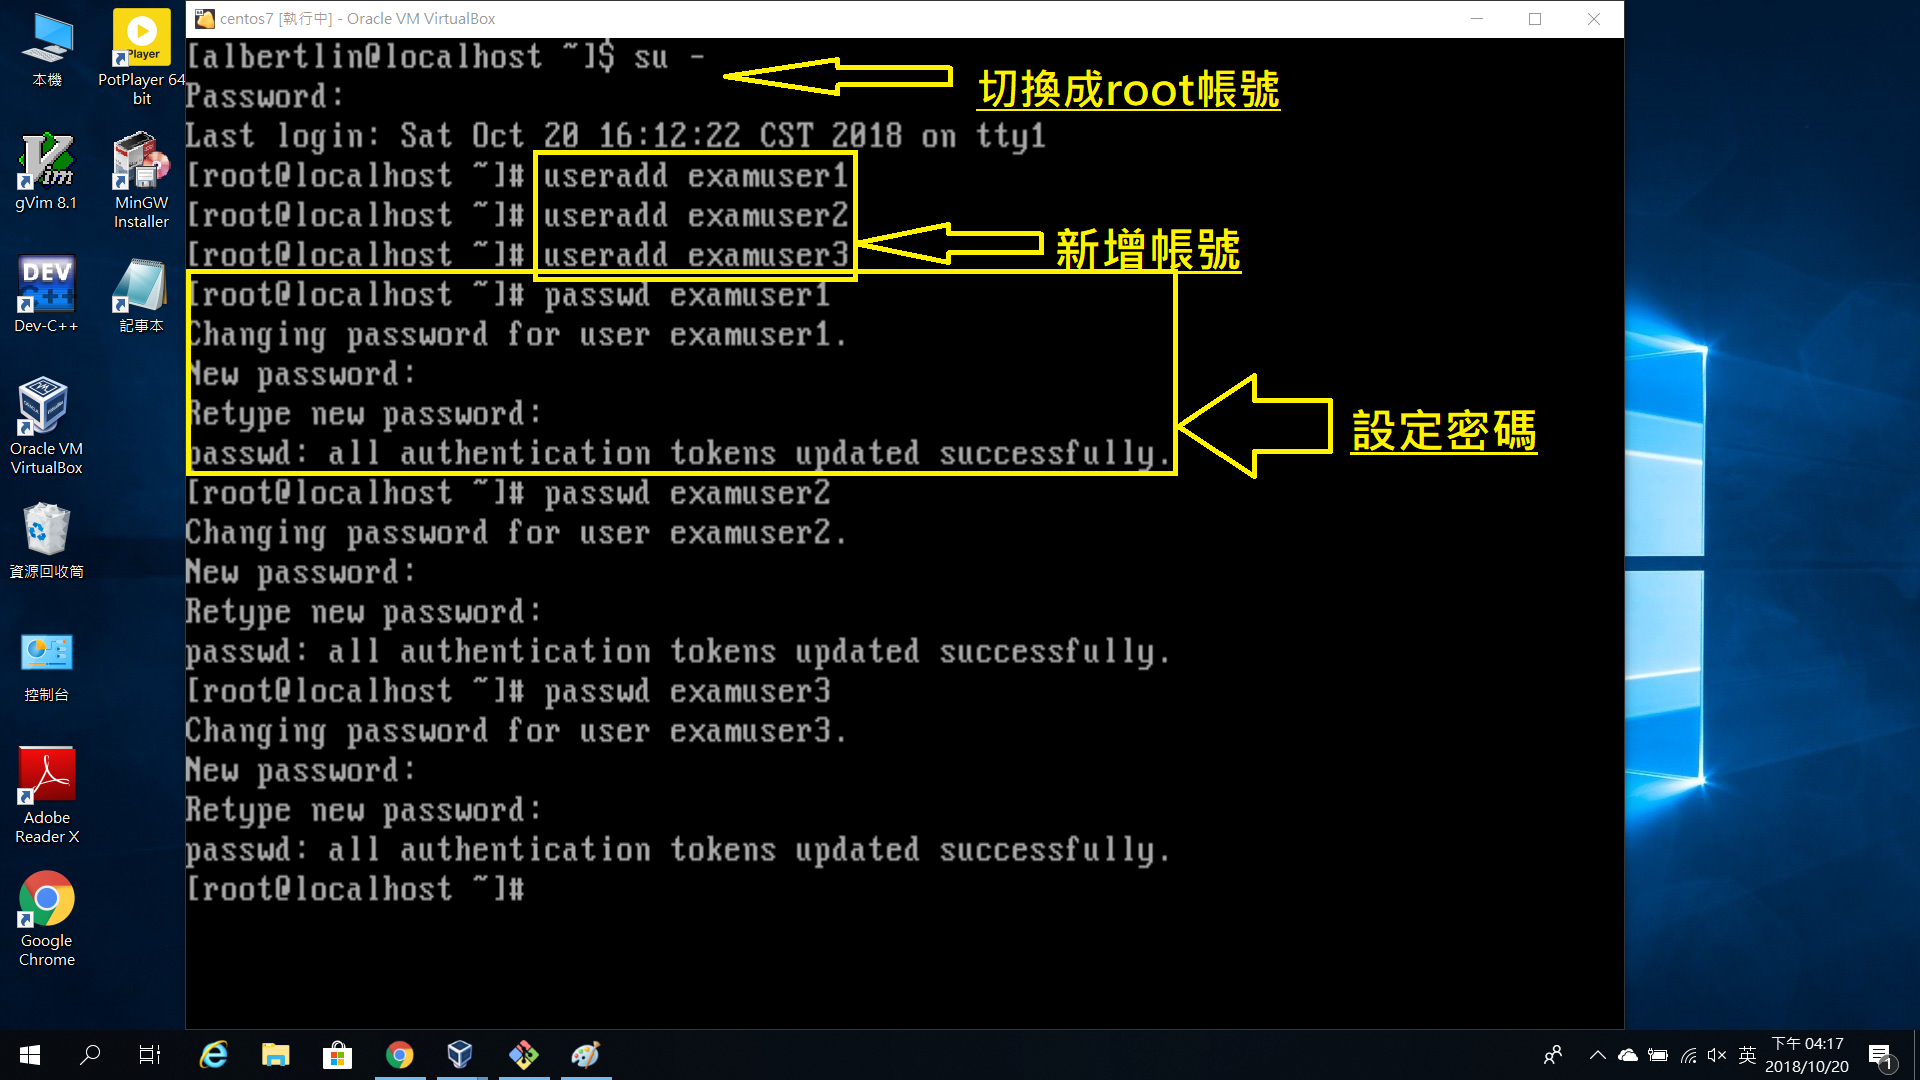 centos7 [執行中] - Oracle VM VirtualBox
本機
PotPlayer 64 bit
gVim 8.1
MinGW Installer
Dev-C++
記事本
Oracle VM VirtualBox
資源回收筒
控制台
Adobe Reader X
Google Chrome
[albertlin@localhost ~]$ su -
切換成root帳號
Password:
Last login: Sat Oct 20 16:12:22 CST 2018 on tty1
[root@localhost ~]# useradd examuser1
[root@localhost ~]# useradd examuser2
[root@localhost ~]# useradd examuser3
新增帳號
[root@localhost ~]# passwd examuser1
Changing password for user examuser1.
New password:
Retype new password:
passwd: all authentication tokens updated successfully.
設定密碼
[root@localhost ~]# passwd examuser2
Changing password for user examuser2.
New password:
Retype new password:
passwd: all authentication tokens updated successfully.
[root@localhost ~]# passwd examuser3
Changing password for user examuser3.
New password:
Retype new password:
passwd: all authentication tokens updated successfully.
[root@localhost ~]#
英
下午 04:17
2018/10/20
1